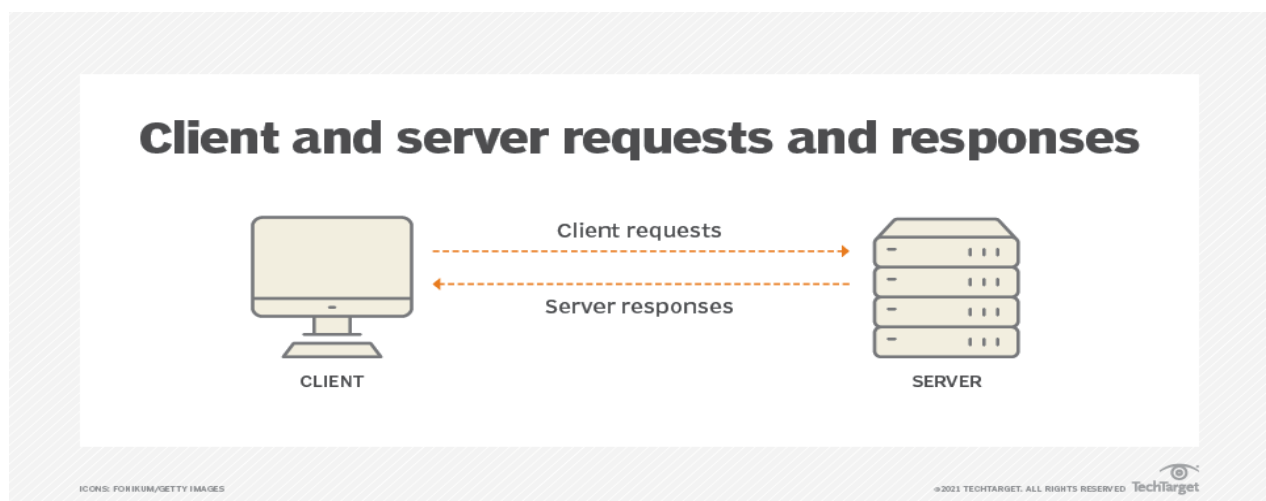 Client and server requests and responses
Client requests
Server responses
CLIENT
SERVER
ICONS: FOHIKUM/GETTY IMAGES
©2021 TECHTARGET. ALL RIGHTS RESERVED TechTarget